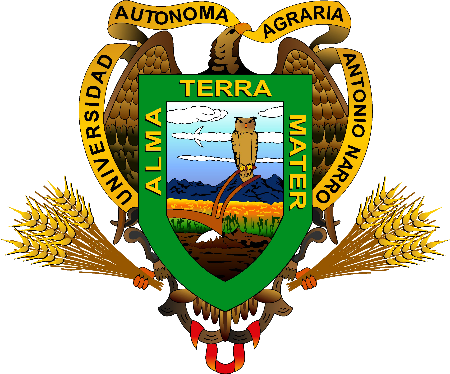 UNIVERSIDAD AUTONOMA AGRARIA ANTONIO NARRO
ALMA TERRA MATER